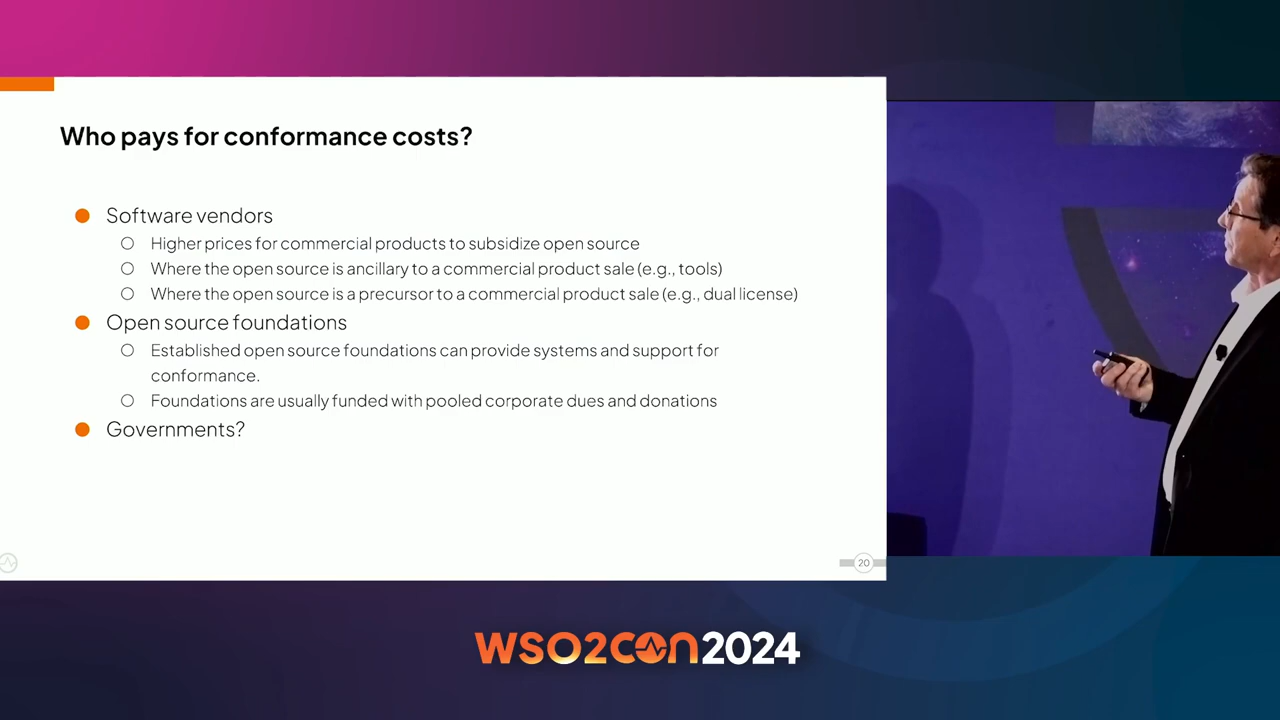 Who pays for conformance costs?
Software vendors
Higher prices for commercial products to subsidize open source
Where the open source is ancillary to a commercial product sale (e.g., tools)
Where the open source is a precursor to a commercial product sale (e.g., dual license)
Open source foundations
Established open source foundations can provide systems and support for
conformance.
Foundations are usually funded with pooled corporate dues and donations
Governments?
20
WSO2CON2024